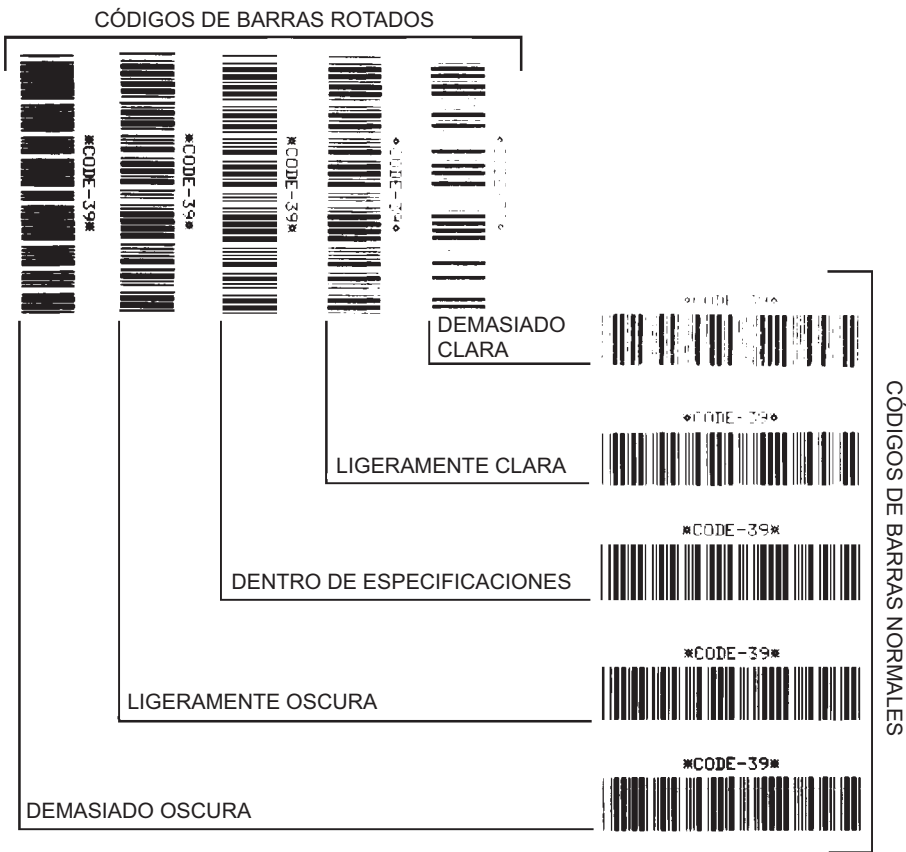 CÓDIGOS DE BARRAS ROTADOS
*CODE-39*
*CODE-39*
*CODE-39*
DEMASIADO
CLARA
LIGERAMENTE CLARA
*CODE-39*
DENTRO DE ESPECIFICACIONES
*CODE-39*
LIGERAMENTE OSCURA
*CODE-39*
DEMASIADO OSCURA
CÓDIGOS DE BARRAS NORMALES